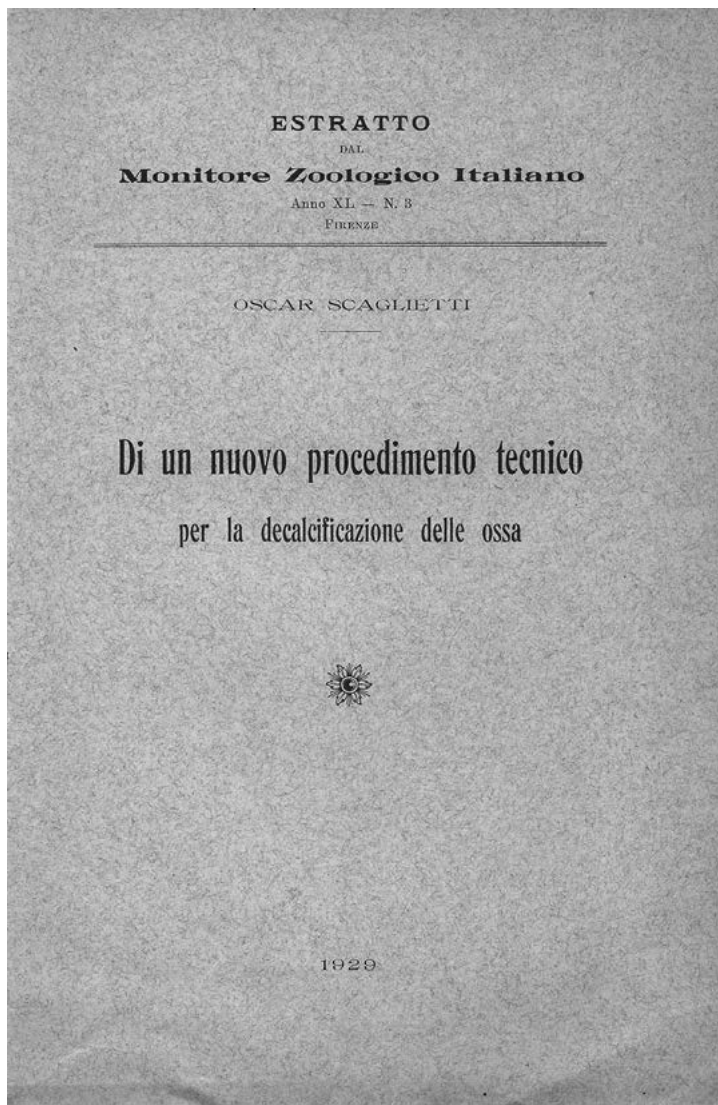 ESTRATTO
DAL
Monitore Zoologico Italiano
Anno XL — N. 3
FIRENZE
OSCAR SCAGLIETTI
Di un nuovo procedimento tecnico
per la decalcificazione delle ossa
1929